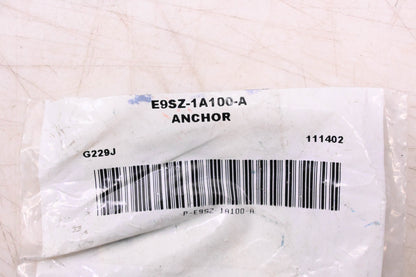 E9SZ-1A100-A
ANCHOR
G229J 111402
P-E9SZ-1A100-A